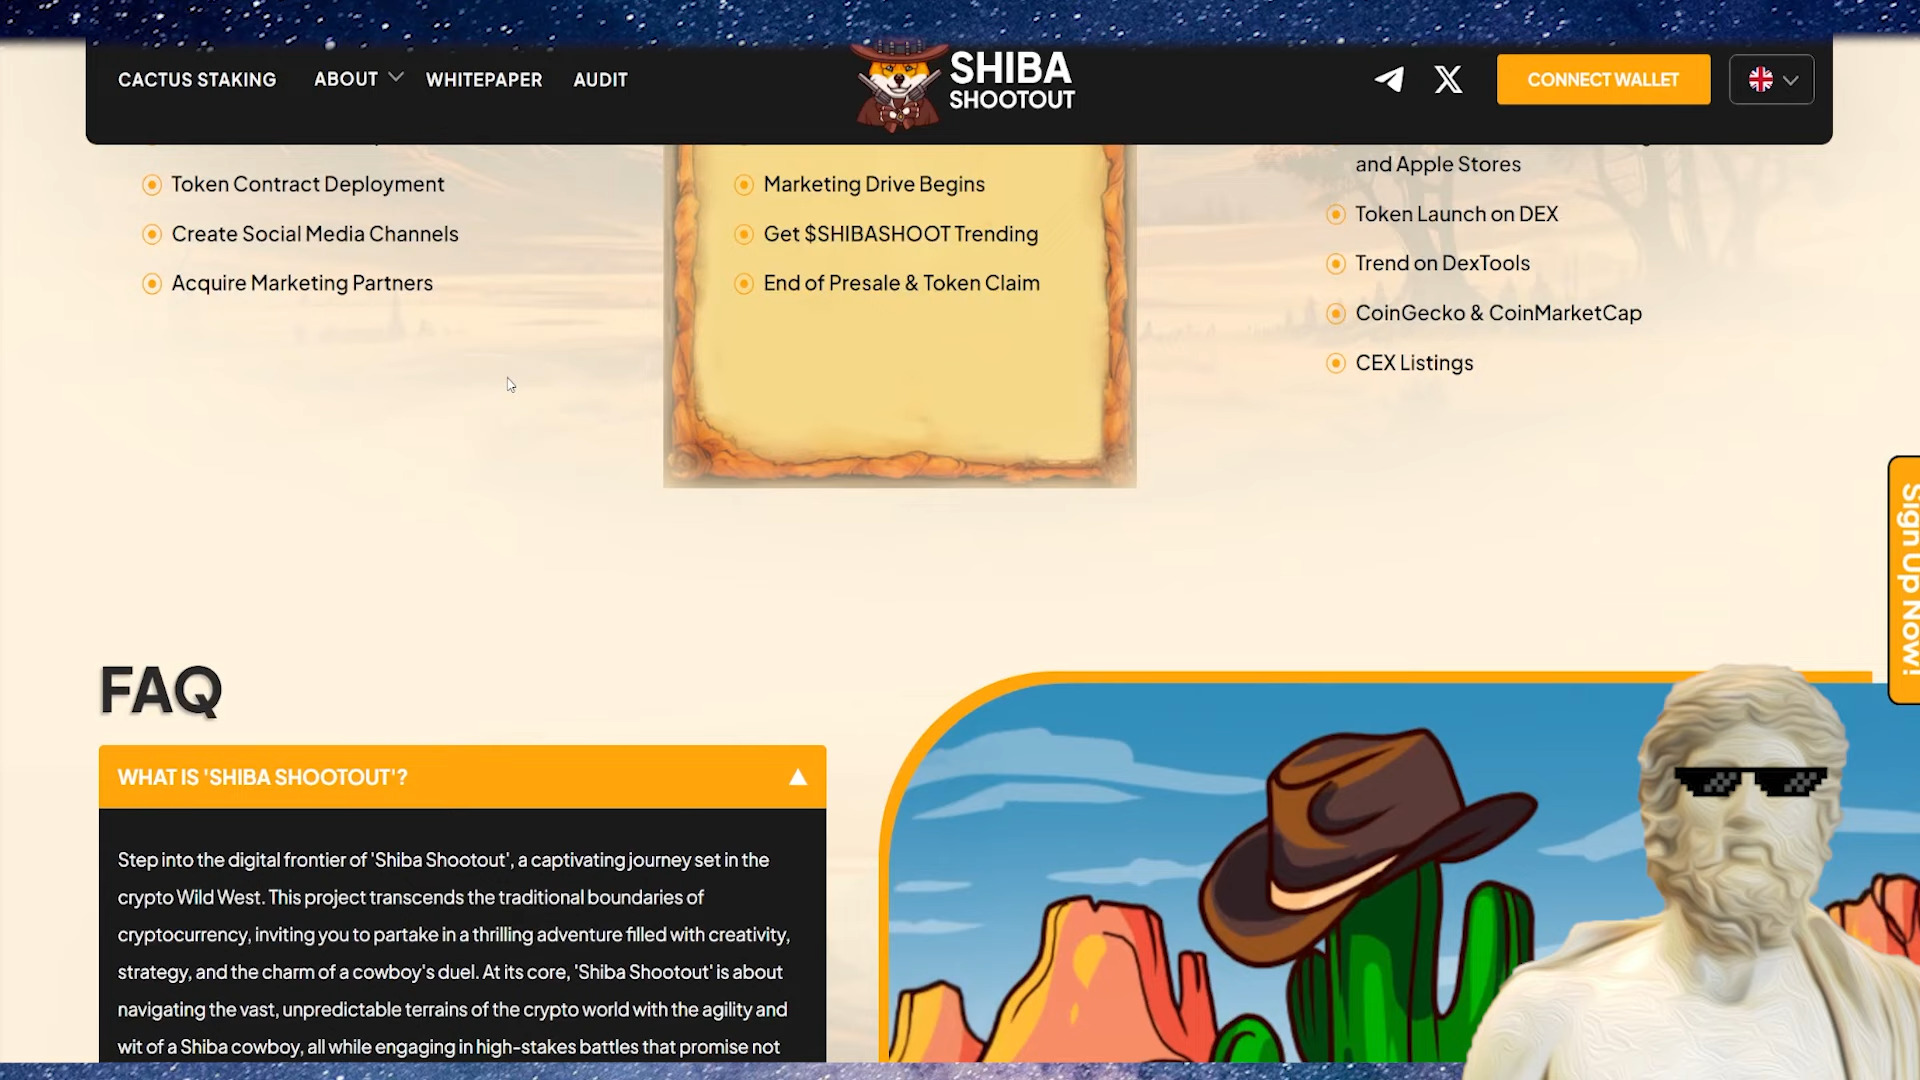 CACTUS STAKING
ABOUT
WHITEPAPER
AUDIT
SHIBA
SHOOTOUT
CONNECT WALLET
Token Contract Deployment
Create Social Media Channels
Acquire Marketing Partners
Marketing Drive Begins
Get $SHIBASHOOT Trending
End of Presale & Token Claim
and Apple Stores
Token Launch on DEX
Trend on DexTools
CoinGecko & CoinMarketCap
CEX Listings
Sign Up Now!
FAQ
WHAT IS 'SHIBA SHOOTOUT'?
Step into the digital frontier of 'Shiba Shootout', a captivating journey set in the
crypto Wild West. This project transcends the traditional boundaries of
cryptocurrency, inviting you to partake in a thrilling adventure filled with creativity,
strategy, and the charm of a cowboy's duel. At its core, 'Shiba Shootout' is about
navigating the vast, unpredictable terrains of the crypto world with the agility and
wit of a Shiba cowboy, all while engaging in high-stakes battles that promise not